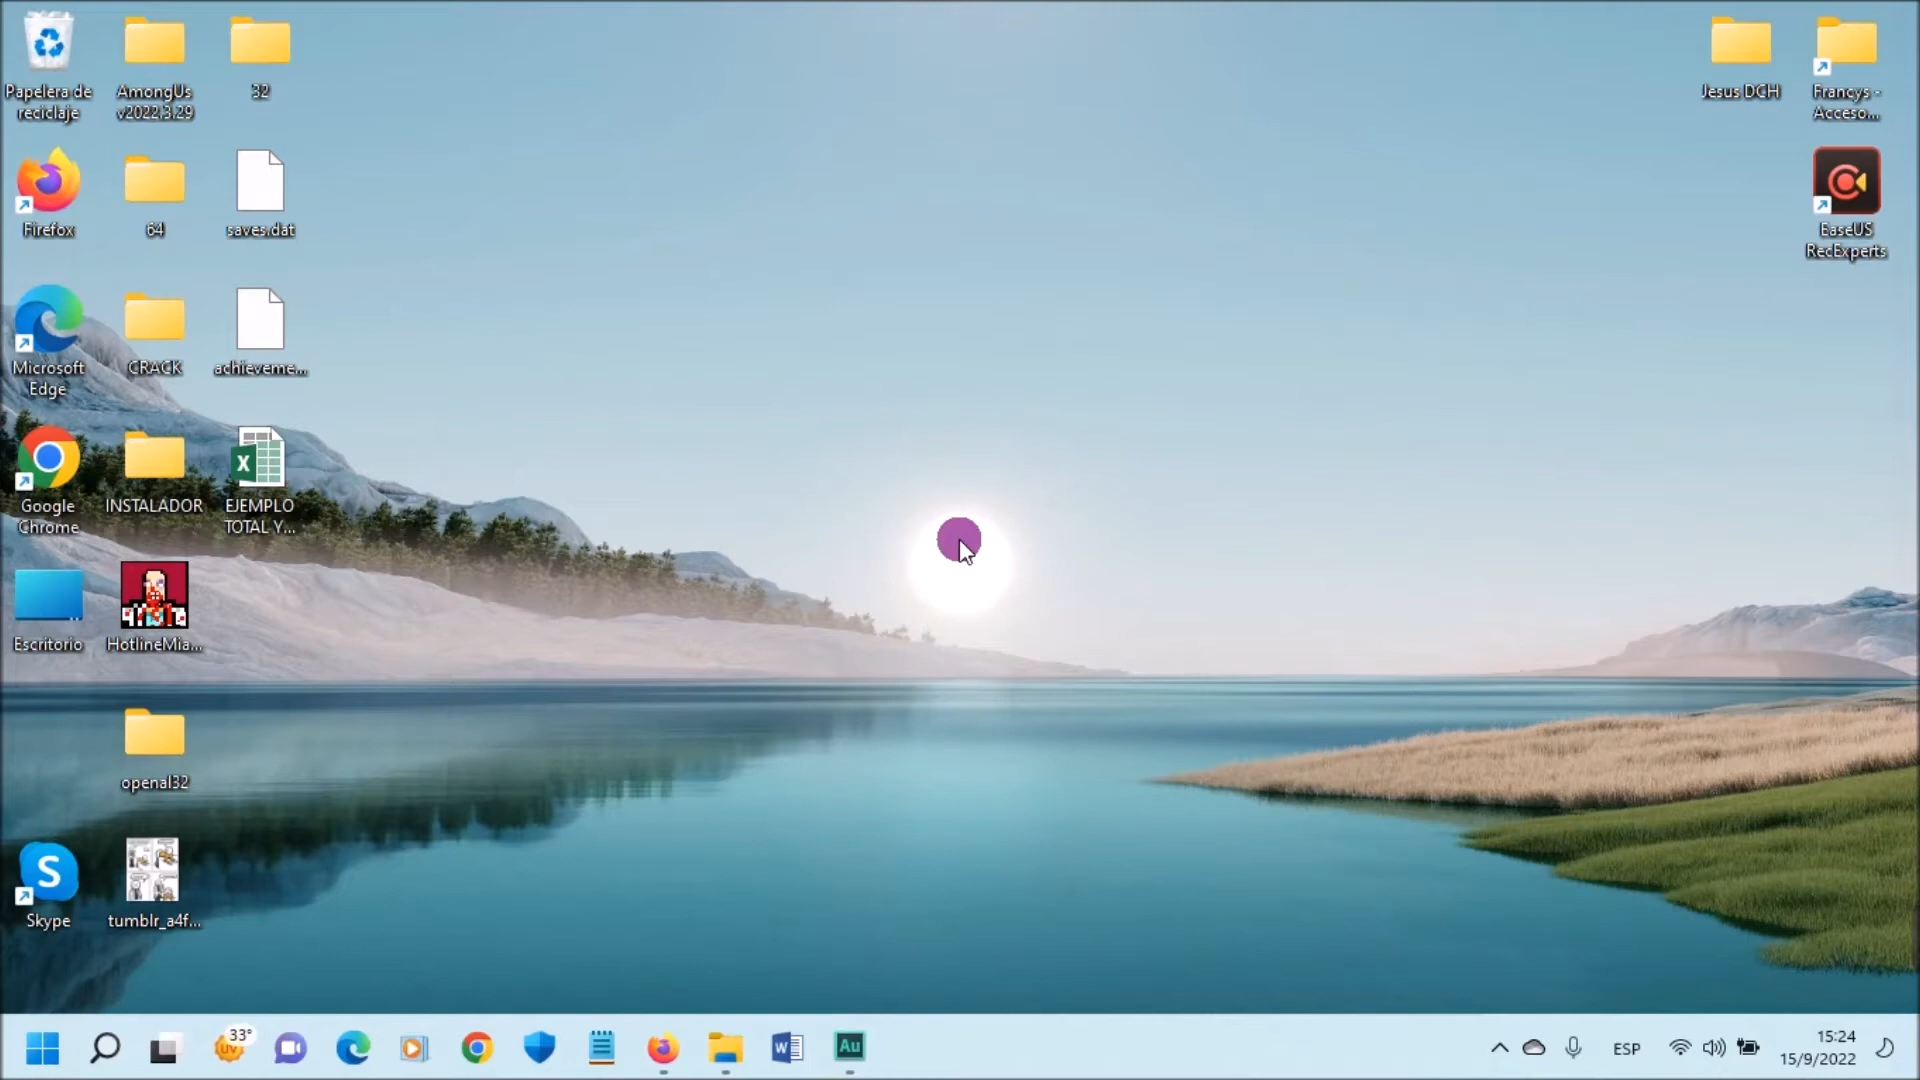 Papelera de
reciclaje
AmongUs
v2022.3.29
32
Jesus DCH
Francys -
Acceso...
Firefox
64
saves.dat
EaseUS
RecExperts
Microsoft
Edge
CRACK
achieveme...
Google
Chrome
INSTALADOR
EJEMPLO
TOTAL Y...
Escritorio
HotlineMia...
openal32
Skype
tumblr_a4f...
33°
UV
W
Au
ESP
15:24
15/9/2022